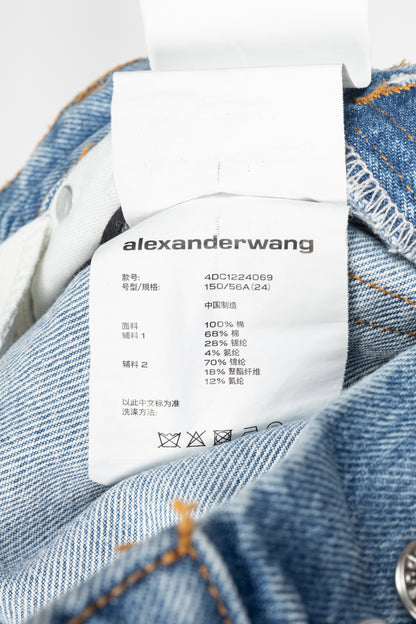 alexanderwang
款号: 4DC1224069
号型/规格: 150/56A(24)
中国制造
面料 100% 棉
辅料 1 68% 棉
28% 锦纶
4% 氨纶
辅料 2 70% 锦纶
18% 聚酯纤维
12% 氨纶
以此中文标为准
洗涤方法: